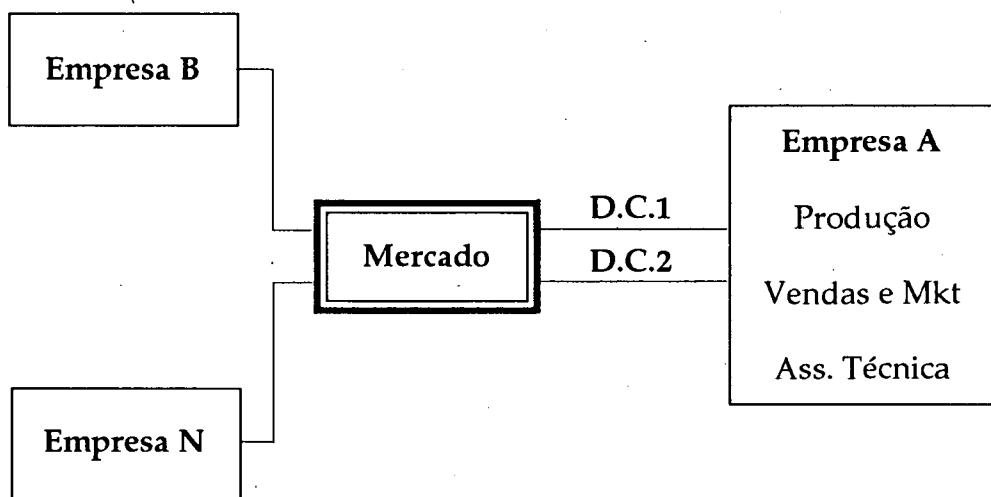 Empresa B
Empresa A
Produção
Vendas e Mkt
Ass. Técnica
D.C.1
Mercado
D.C.2
Empresa N